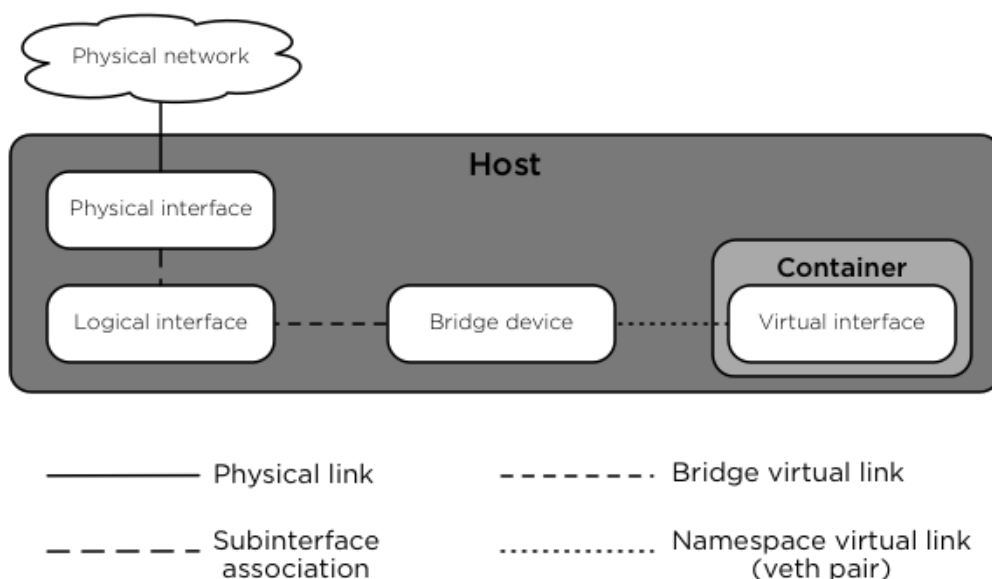 Physical network
Host
Physical interface
Container
Logical interface
Bridge device
Virtual interface
Physical link
Bridge virtual link
Subinterface
association
Namespace virtual link
(veth pair)